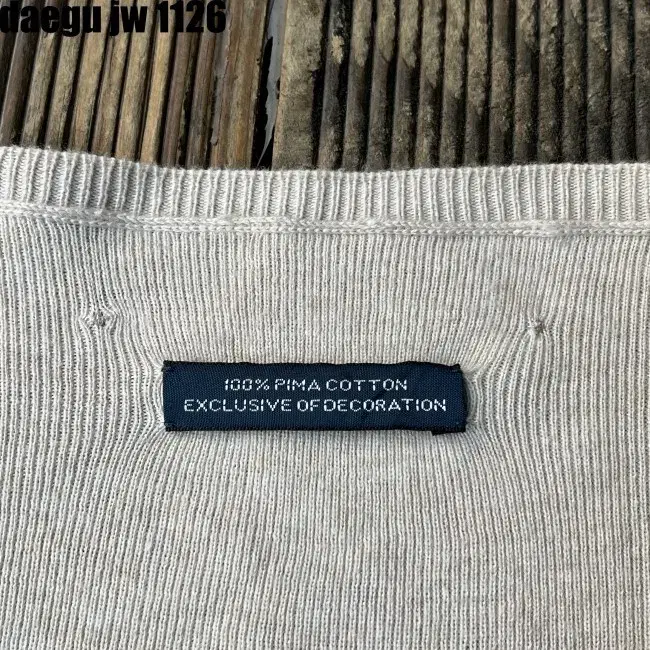 daegu jw 1126
100% PIMA COTTON
EXCLUSIVE OF DECORATION